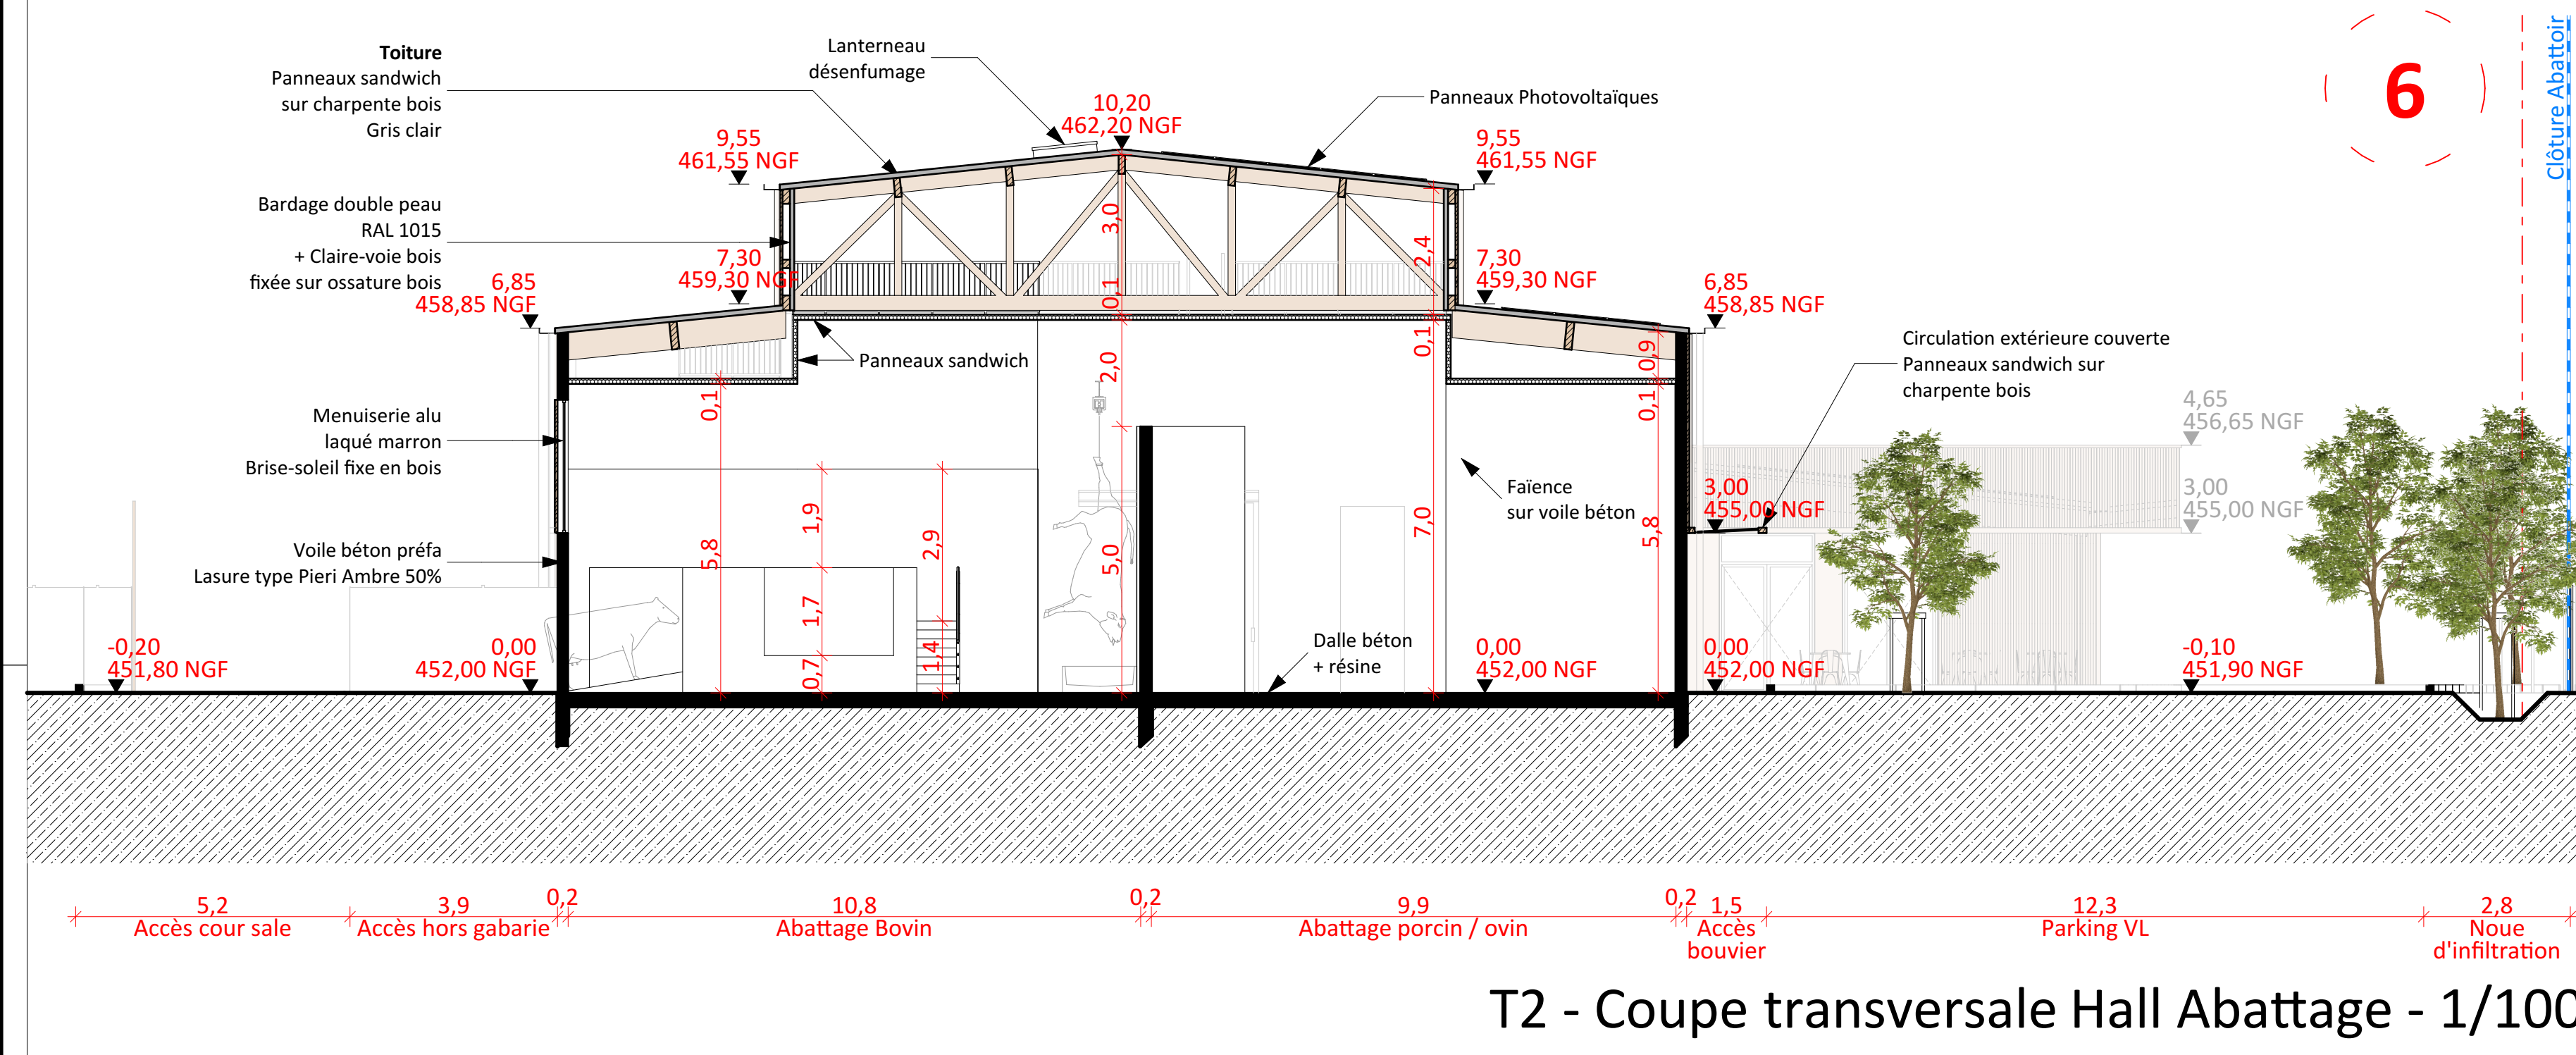 Toiture
Panneaux sandwich
sur charpente bois
Gris clair
Lanterneau
désenfumage
10,20
462,20 NGF
Panneaux Photovoltaïques
6
Clôture Abattoir
9,55
461,55 NGF
9,55
461,55 NGF
Bardage double peau
RAL 1015
+ Claire-voie bois
fixée sur ossature bois
7,30
459,30 NGF
3,0
2,4
7,30
459,30 NGF
6,85
458,85 NGF
6,85
458,85 NGF
0,1
0,1
0,9
Panneaux sandwich
2,0
0,1
0,1
Circulation extérieure couverte
Panneaux sandwich sur
charpente bois
Menuiserie alu
laqué marron
Brise-soleil fixe en bois
4,65
456,65 NGF
Faïence
sur voile béton
3,00
455,00 NGF
3,00
455,00 NGF
1,9
2,9
5,8
5,0
7,0
5,8
Voile béton préfa
Lasure type Pieri Ambre 50%
1,7
0,7
1,4
Dalle béton
+ résine
-0,20
451,80 NGF
0,00
452,00 NGF
0,00
452,00 NGF
0,00
452,00 NGF
-0,10
451,90 NGF
5,2
Accès cour sale
3,9
Accès hors gabarie
0,2
10,8
Abattage Bovin
0,2
9,9
Abattage porcin / ovin
0,2
1,5
Accès
bouvier
12,3
Parking VL
2,8
Noue
d'infiltration
T2 - Coupe transversale Hall Abattage - 1/100